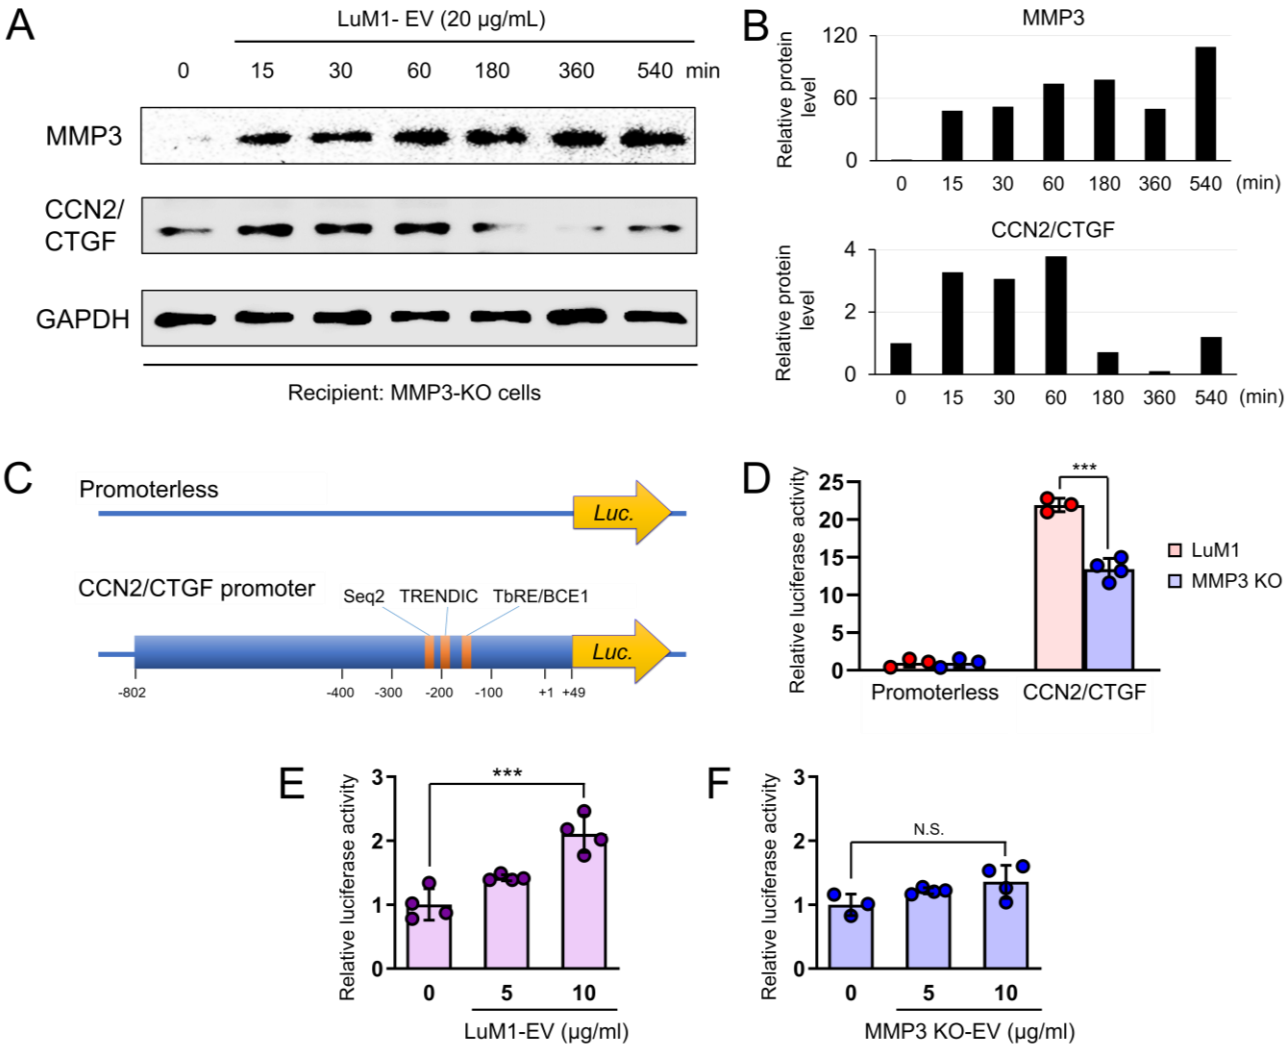 A
LuM1- EV (20 µg/mL)
0 15 30 60 180 360 540 min
MMP3
CCN2/
CTGF
GAPDH
Recipient: MMP3-KO cells
B
MMP3
Relative protein
level
120
60
0
0 15 30 60 180 360 540 (min)
CCN2/CTGF
Relative protein
level
4
2
0
0 15 30 60 180 360 540 (min)
C
Promoterless
Luc.
CCN2/CTGF promoter
Seq2 TRENDIC TbRE/BCE1
Luc.
-802 -400 -300 -200 -100 +1 +49
D
Relative luciferase activity
25
20
15
10
5
0
***
Promoterless CCN2/CTGF
LuM1
MMP3 KO
E
Relative luciferase activity
3
2
1
0
***
0 5 10
LuM1-EV (µg/ml)
F
Relative luciferase activity
3
2
1
0
N.S.
0 5 10
MMP3 KO-EV (µg/ml)